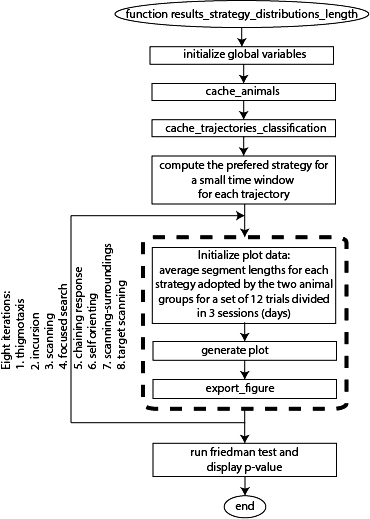 function results_strategy_distributions_length
initialize global variables
cache_animals
cache_trajectories_classification
compute the prefered strategy for
a small time window
for each trajectory
Eight iterations:
1. thigmotaxis
2. incursion
3. scanning
4. focused search
5. chaining response
6. self orienting
7. scanning-surroundings
8. target scanning
Initialize plot data:
average segment lengths for each
strategy adopted by the two animal
groups for a set of 12 trials divided
in 3 sessions (days)
generate plot
export_figure
run friedman test and
display p-value
end